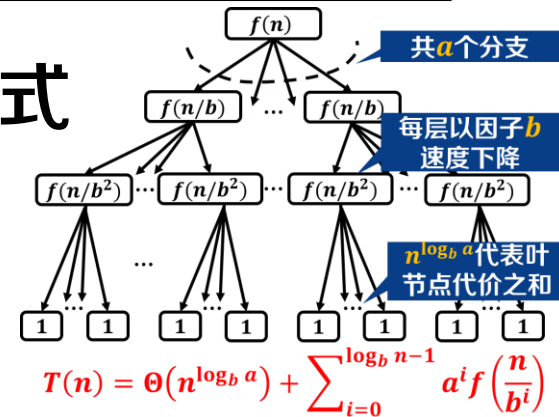 f(n)
共a个分支
式
f(n/b) ... f(n/b)
每层以因子b
速度下降
f(n/b²) ... f(n/b²) ... f(n/b²) ... f(n/b²)
n^{log_b a}代表叶
节点代价之和
...
... ... ... ...
1 1 1 1 1 1 1 1
T(n) = Θ(n^{log_b a}) + ∑_{i=0}^{log_b n−1} a^i f(n/b^i)